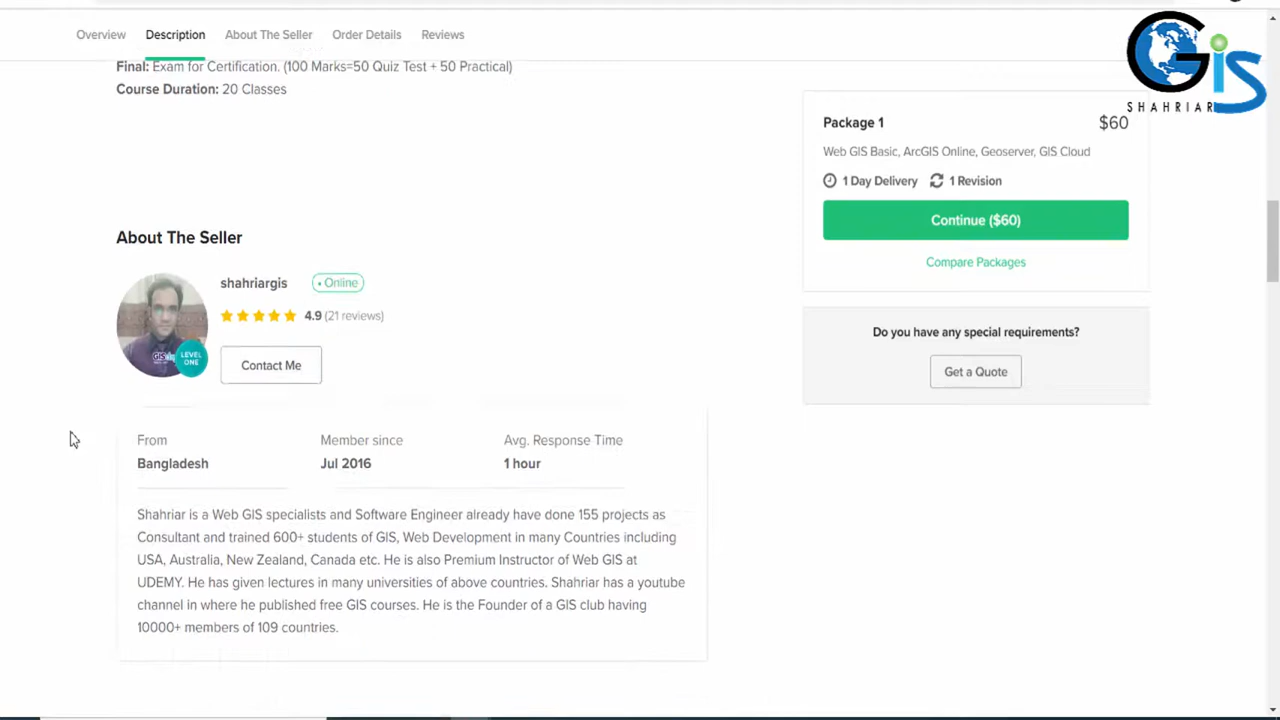 Overview
Description
About The Seller
Order Details
Reviews
GIS
SHAHRIAR
Final: Exam for Certification. (100 Marks=50 Quiz Test + 50 Practical)
Course Duration: 20 Classes
Package 1
$60
Web GIS Basic, ArcGIS Online, Geoserver, GIS Cloud
1 Day Delivery
1 Revision
Continue ($60)
Compare Packages
Do you have any special requirements?
Get a Quote
About The Seller
shahriargis
• Online
4.9 (21 reviews)
LEVEL
ONE
Contact Me
From
Member since
Avg. Response Time
Bangladesh
Jul 2016
1 hour
Shahriar is a Web GIS specialists and Software Engineer already have done 155 projects as
Consultant and trained 600+ students of GIS, Web Development in many Countries including
USA, Australia, New Zealand, Canada etc. He is also Premium Instructor of Web GIS at
UDEMY. He has given lectures in many universities of above countries. Shahriar has a youtube
channel in where he published free GIS courses. He is the Founder of a GIS club having
10000+ members of 109 countries.